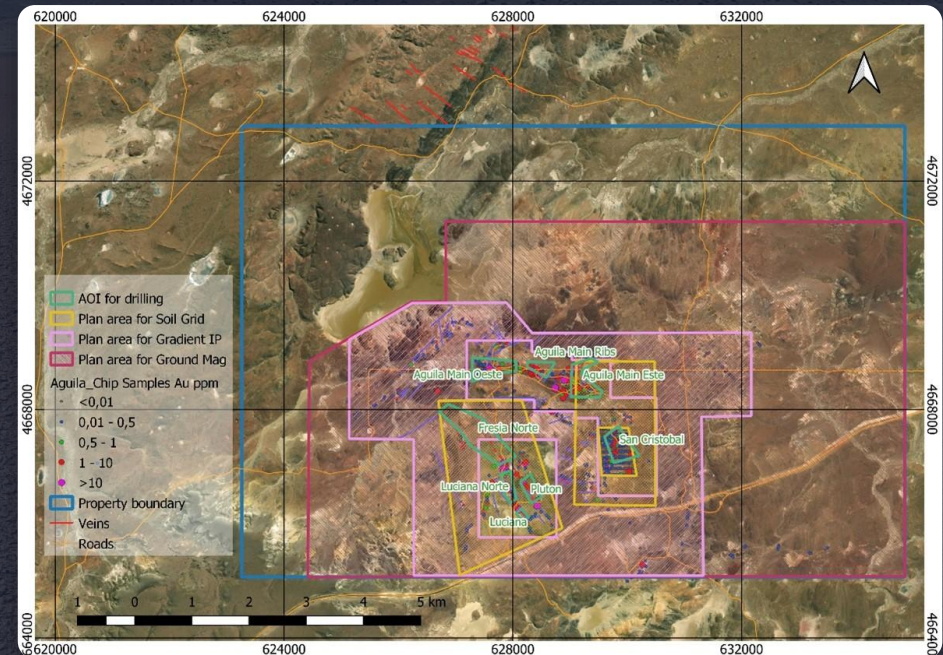 620000 624000 628000 632000
4672000 4672000
AOI for drilling
Plan area for Soil Grid
Plan area for Gradient IP
Plan area for Ground Mag
Aguila_Chip Samples Au ppm
<0,01
0,01 - 0,5
0,5 - 1
1 - 10
>10
Property boundary
Veins
Roads
Aguila Main Ribs
Aguila Main Oeste
Aguila Main Este
4668000 4668000
Fresia Norte
San Cristobal
Luciana Norte
Pluton
Luciana
1 0 1 2 3 4 5 km
664000 466400
620000 624000 628000 632000